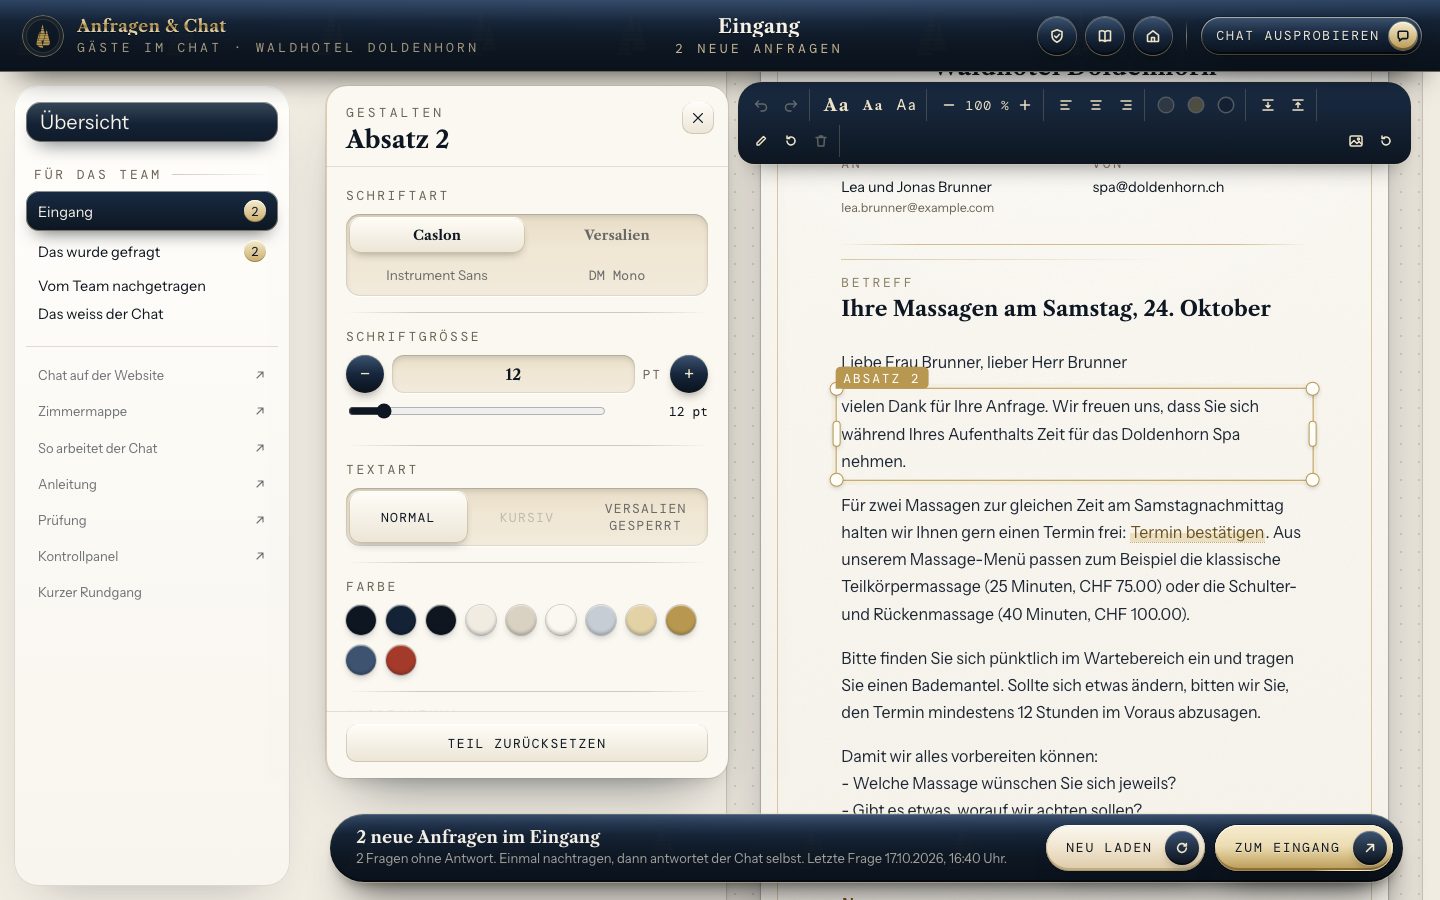 Anfragen & Chat
GÄSTE IM CHAT · WALDHOTEL DOLDENHORN
Eingang
2 NEUE ANFRAGEN
CHAT AUSPROBIEREN
Übersicht
FÜR DAS TEAM
Eingang 2
Das wurde gefragt 2
Vom Team nachgetragen
Das weiss der Chat
Chat auf der Website
Zimmermappe
So arbeitet der Chat
Anleitung
Prüfung
Kontrollpanel
Kurzer Rundgang
GESTALTEN
Absatz 2
SCHRIFTART
Caslon Versalien
Instrument Sans DM Mono
SCHRIFTGRÖSSE
− 12 PT +
12 pt
TEXTART
NORMAL KURSIV VERSALIEN
GESPERRT
FARBE
TEIL ZURÜCKSETZEN
Waldhotel Doldenhorn
Aa Aa Aa − 100 % +
AN VON
Lea und Jonas Brunner spa@doldenhorn.ch
lea.brunner@example.com
BETREFF
Ihre Massagen am Samstag, 24. Oktober
Liebe Frau Brunner, lieber Herr Brunner
ABSATZ 2
vielen Dank für Ihre Anfrage. Wir freuen uns, dass Sie sich
während Ihres Aufenthalts Zeit für das Doldenhorn Spa
nehmen.
Für zwei Massagen zur gleichen Zeit am Samstagnachmittag
halten wir Ihnen gern einen Termin frei: Termin bestätigen. Aus
unserem Massage-Menü passen zum Beispiel die klassische
Teilkörpermassage (25 Minuten, CHF 75.00) oder die Schulter-
und Rückenmassage (40 Minuten, CHF 100.00).
Bitte finden Sie sich pünktlich im Wartebereich ein und tragen
Sie einen Bademantel. Sollte sich etwas ändern, bitten wir Sie,
den Termin mindestens 12 Stunden im Voraus abzusagen.
Damit wir alles vorbereiten können:
- Welche Massage wünschen Sie sich jeweils?
- Gibt es etwas, worauf wir achten sollen?
2 neue Anfragen im Eingang
2 Fragen ohne Antwort. Einmal nachtragen, dann antwortet der Chat selbst. Letzte Frage 17.10.2026, 16:40 Uhr.
NEU LADEN
ZUM EINGANG